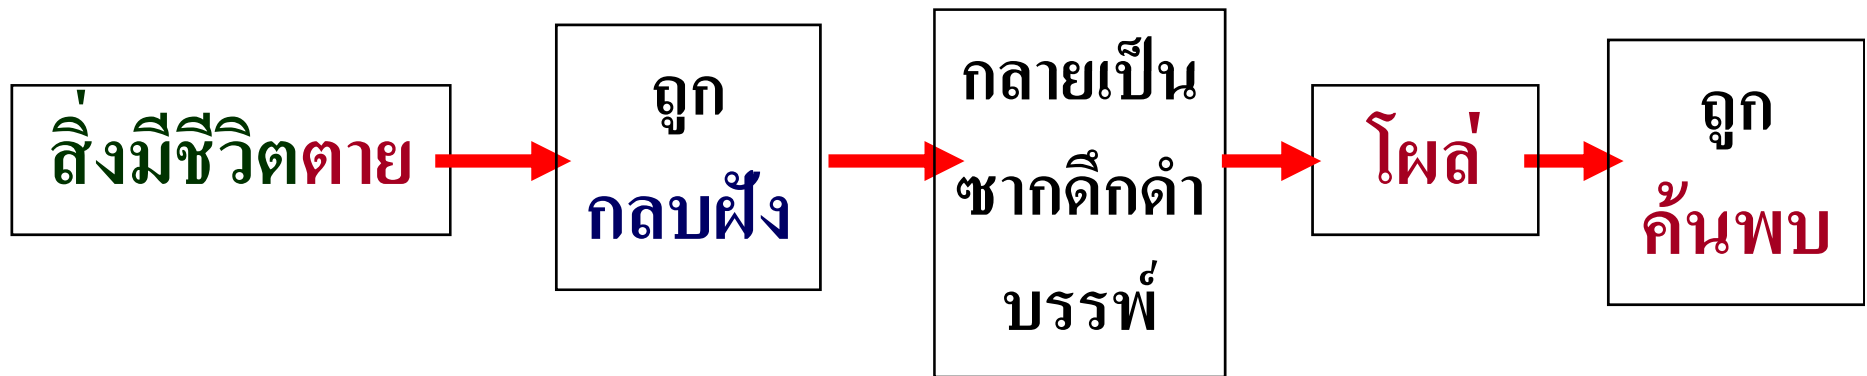 สิ่งมีชีวิตตาย
ถูก
กลบฝัง
กลายเป็น
ซากดึกดำ
บรรพ์
โผล่
ถูก
ค้นพบ